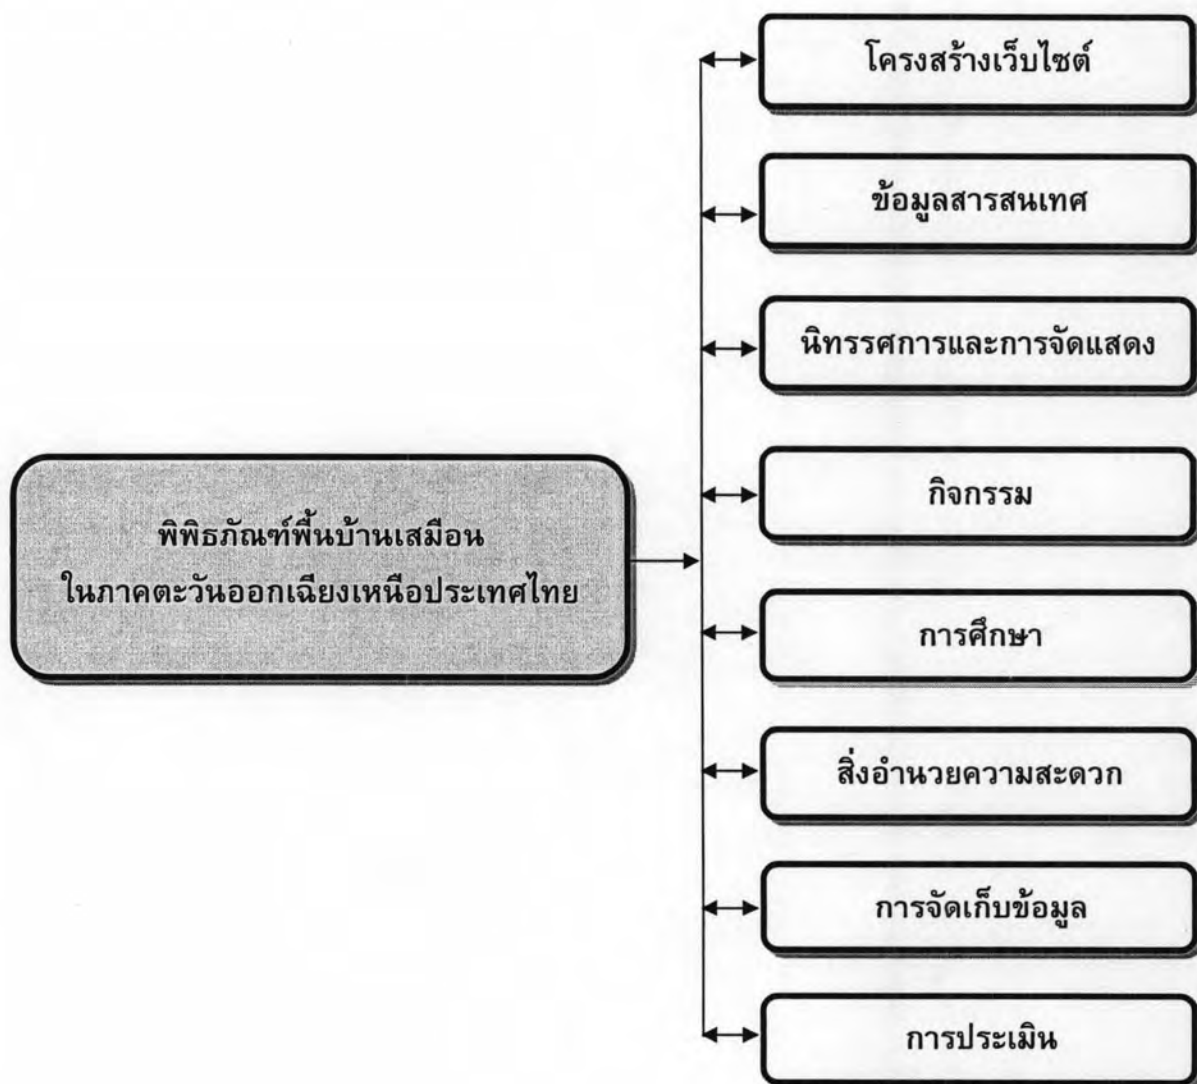 โครงสร้างเว็บไซต์
ข้อมูลสารสนเทศ
นิทรรศการและการจัดแสดง
กิจกรรม
พิพิธภัณฑ์พื้นบ้านเสมือน
ในภาคตะวันออกเฉียงเหนือประเทศไทย
การศึกษา
สิ่งอำนวยความสะดวก
การจัดเก็บข้อมูล
การประเมิน